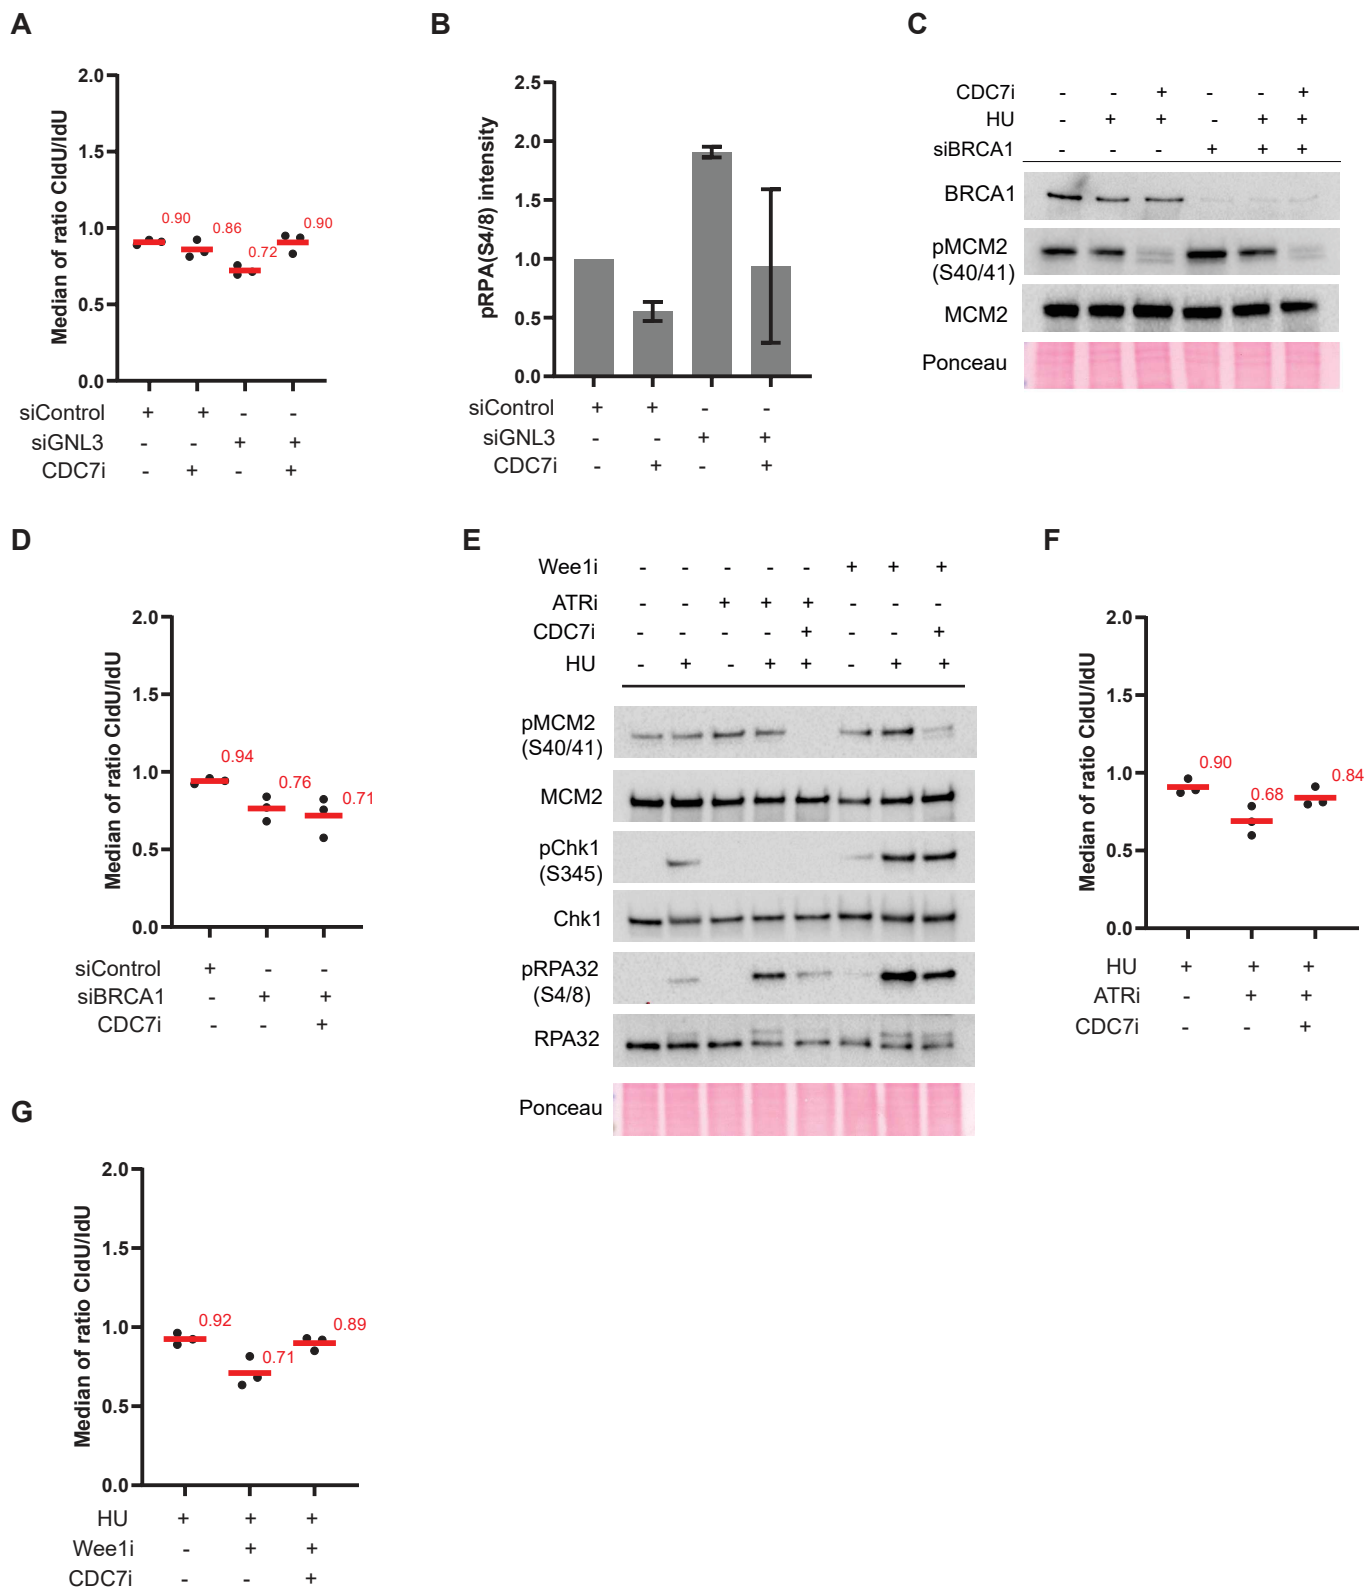 A
Median of ratio CldU/IdU
2.0
1.5
1.0
0.5
0.0
0.90
0.86
0.72
0.90
siControl + + - -
siGNL3 - - + +
CDC7i - + - +
B
pRPA(S4/8) intensity
2.5
2.0
1.5
1.0
0.5
0.0
siControl + + - -
siGNL3 - - + +
CDC7i - + - +
C
CDC7i - - + - - +
HU - + + - + +
siBRCA1 - - - + + +
BRCA1
pMCM2
(S40/41)
MCM2
Ponceau
D
Median of ratio CldU/IdU
2.0
1.5
1.0
0.5
0.0
0.94
0.76
0.71
siControl + - -
siBRCA1 - + +
CDC7i - - +
E
Wee1i - - - - - + + +
ATRi - - + + + - - -
CDC7i - - - - + - - +
HU - + - + + - + +
pMCM2
(S40/41)
MCM2
pChk1
(S345)
Chk1
pRPA32
(S4/8)
RPA32
Ponceau
F
Median of ratio CldU/IdU
2.0
1.5
1.0
0.5
0.0
0.90
0.68
0.84
HU + + +
ATRi - + +
CDC7i - - +
G
Median of ratio CldU/IdU
2.0
1.5
1.0
0.5
0.0
0.92
0.71
0.89
HU + + +
Wee1i - + +
CDC7i - - +